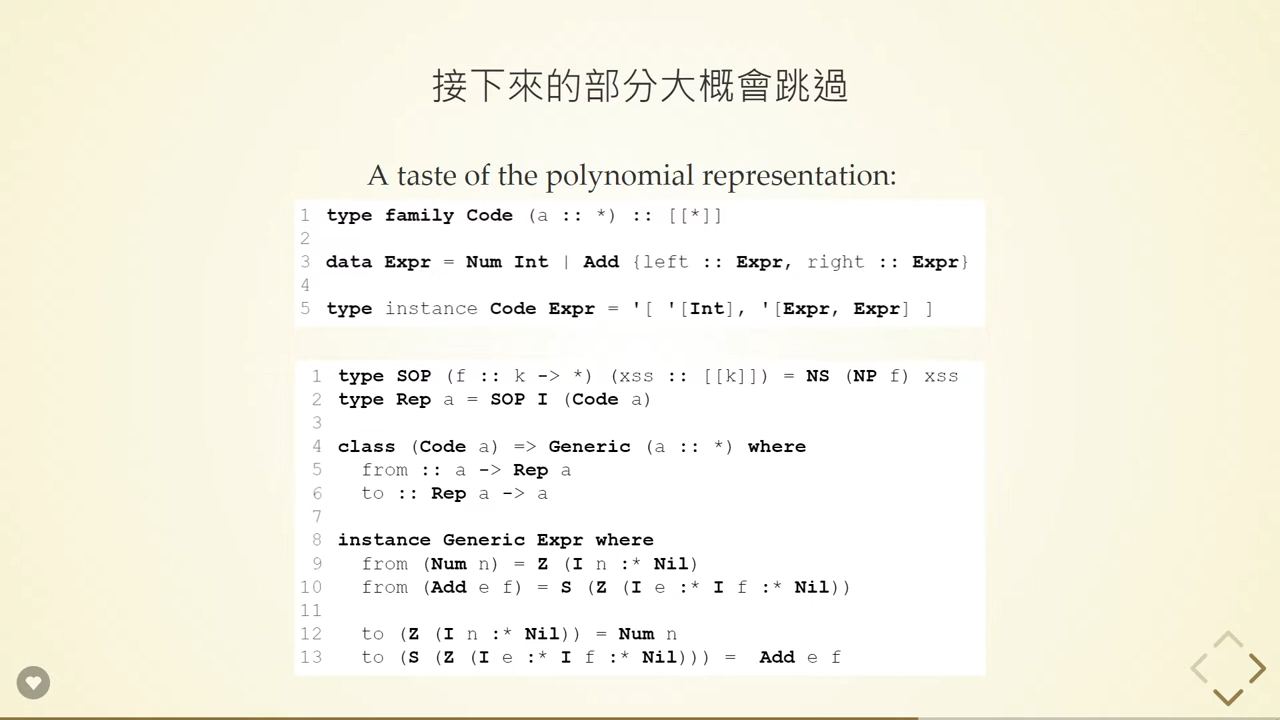 接下來的部分大概會跳過
A taste of the polynomial representation:
1 type family Code (a :: *) :: [[*]]
2
3 data Expr = Num Int | Add {left :: Expr, right :: Expr}
4
5 type instance Code Expr = '[ '[Int], '[Expr, Expr] ]
1 type SOP (f :: k -> *) (xss :: [[k]]) = NS (NP f) xss
2 type Rep a = SOP I (Code a)
3
4 class (Code a) => Generic (a :: *) where
5   from :: a -> Rep a
6   to :: Rep a -> a
7
8 instance Generic Expr where
9   from (Num n) = Z (I n :* Nil)
10   from (Add e f) = S (Z (I e :* I f :* Nil))
11
12   to (Z (I n :* Nil)) = Num n
13   to (S (Z (I e :* I f :* Nil))) =  Add e f